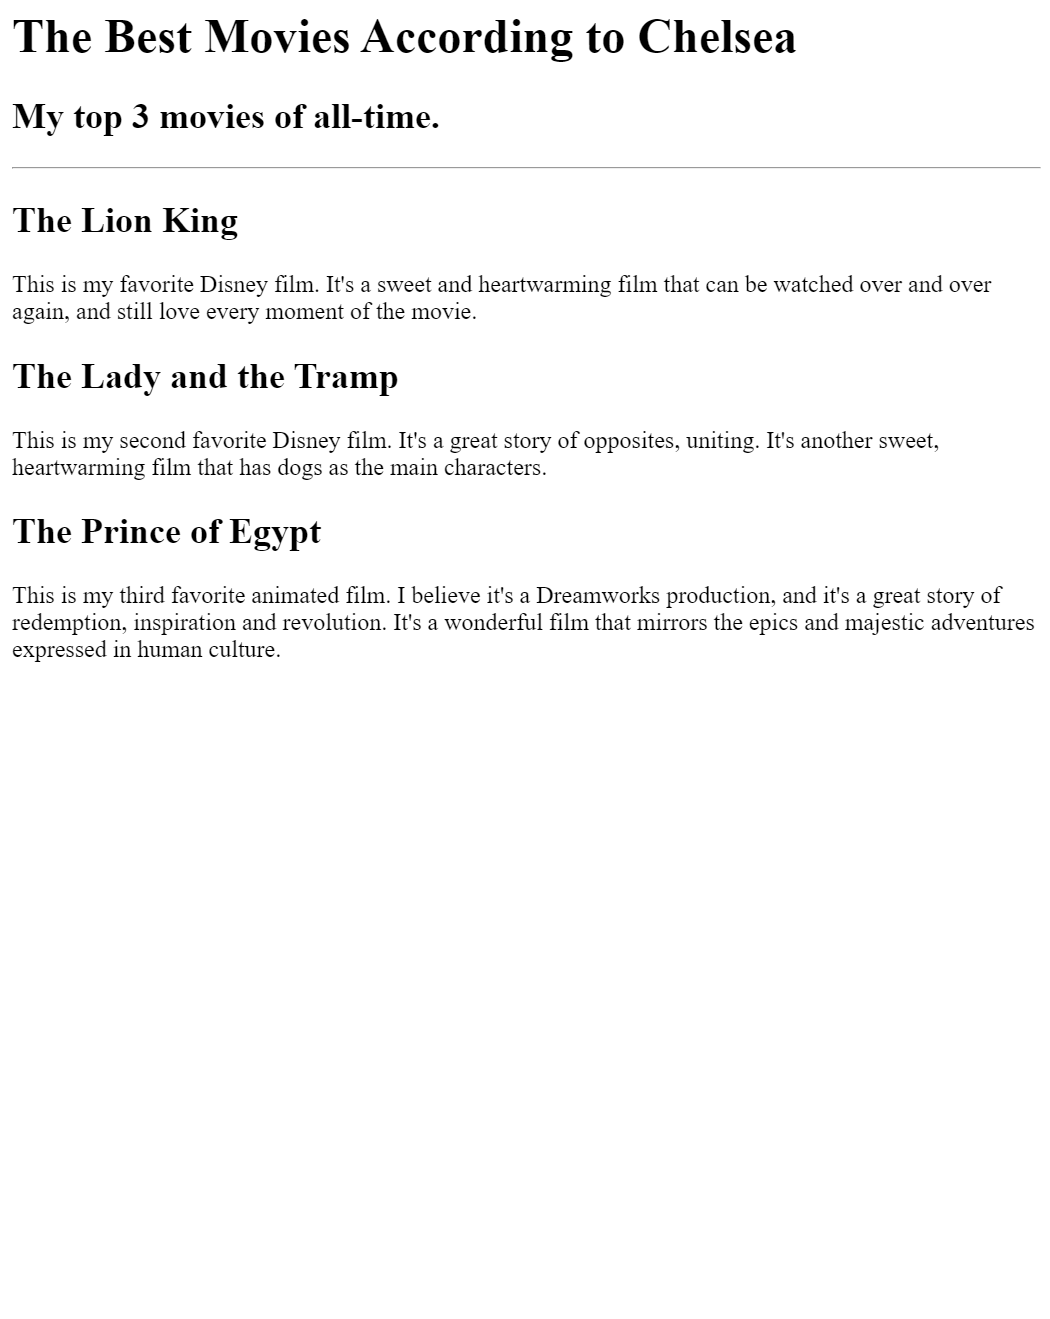 The Best Movies According to Chelsea
My top 3 movies of all-time.
The Lion King
This is my favorite Disney film. It's a sweet and heartwarming film that can be watched over and over
again, and still love every moment of the movie.
The Lady and the Tramp
This is my second favorite Disney film. It's a great story of opposites, uniting. It's another sweet,
heartwarming film that has dogs as the main characters.
The Prince of Egypt
This is my third favorite animated film. I believe it's a Dreamworks production, and it's a great story of
redemption, inspiration and revolution. It's a wonderful film that mirrors the epics and majestic adventures
expressed in human culture.